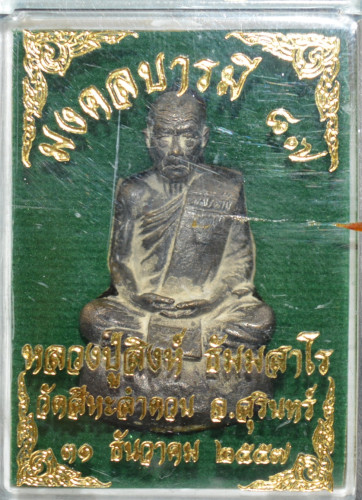 มงคลบารมี ๘๙
หลวงปู่สิงห์ ธัมมสาโร
วัดสีหะลำดวน จ.สุรินทร์
๓๑ ธันวาคม ๒๕๕๗